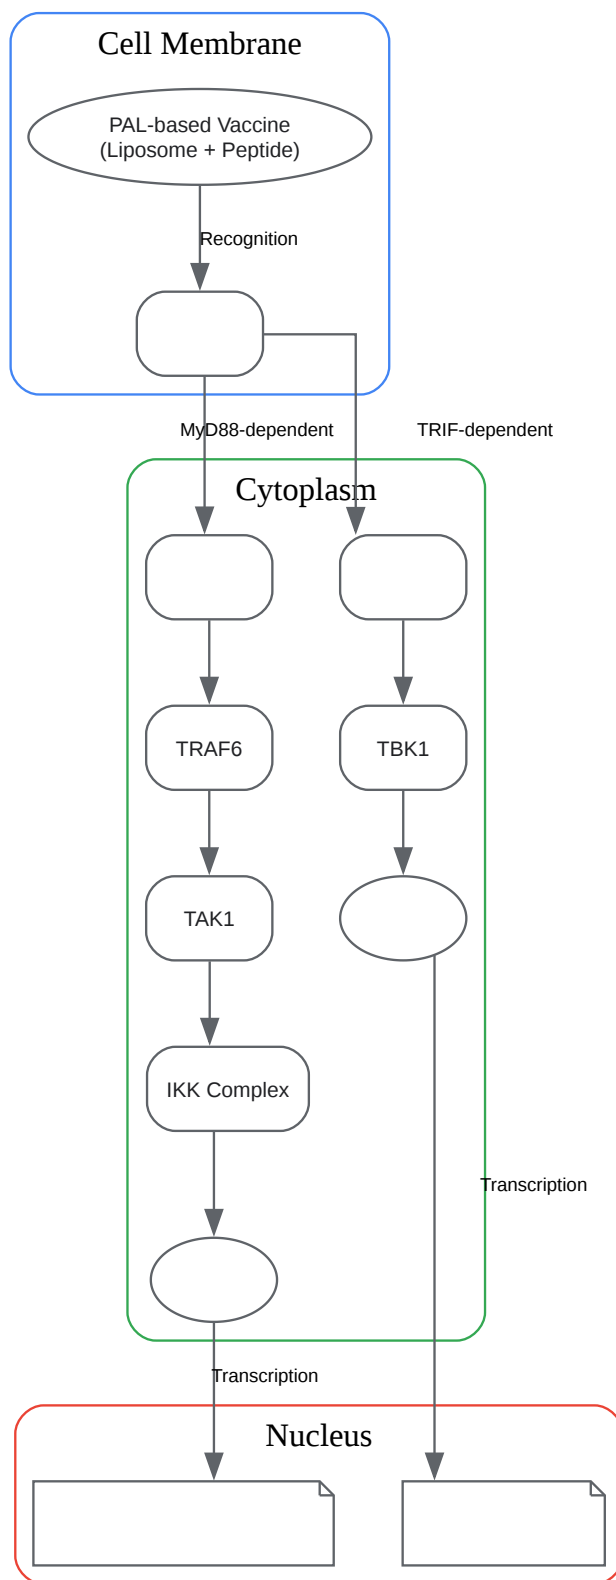 Cell Membrane
PAL-based Vaccine
(Liposome + Peptide)
Recognition
MyD88-dependent
TRIF-dependent
Cytoplasm
TRAF6
TBK1
TAK1
IKK Complex
Transcription
Transcription
Nucleus